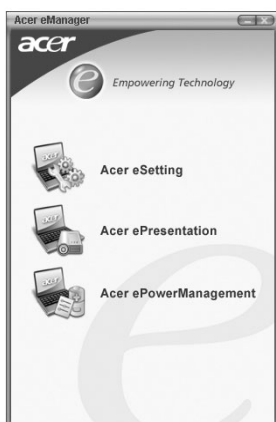 Acer eManager
acer
e Empowering Technology
Acer eSetting
Acer ePresentation
Acer ePowerManagement